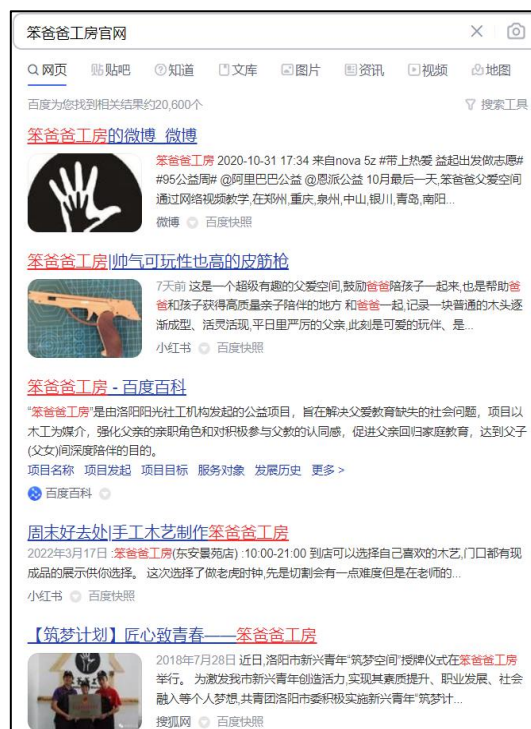 笨爸爸工房官网
网页 贴吧 知道 文库 图片 资讯 视频 地图
百度为您找到相关结果约20,600个 搜索工具
笨爸爸工房的微博_微博
笨爸爸工房 2020-10-31 17:34 来自nova 5z #带上热爱 益起出发做志愿#
#95公益周# @阿里巴巴公益 @恩派公益 10月最后一天,笨爸爸父爱空间
通过网络视频教学,在郑州,重庆,泉州,中山,银川,青岛,南阳...
微博 百度快照
笨爸爸工房|帅气可玩性也高的皮筋枪
7天前 这是一个超级有趣的父爱空间,鼓励爸爸陪孩子一起来,也是帮助爸
爸和孩子获得高质量亲子陪伴的地方 和爸爸一起,记录一块普通的木头逐
渐成型、活灵活现,平日里严厉的父亲,此刻是可爱的玩伴、是...
小红书 百度快照
笨爸爸工房 - 百度百科
“笨爸爸工房”是由洛阳阳光社工机构发起的公益项目，旨在解决父爱教育缺失的社会问题，项目以
木工为媒介，强化父亲的亲职角色和对积极参与父教的认同感，促进父亲回归家庭教育，达到父子
(父女)间深度陪伴的目的。
项目名称 项目发起 项目目标 服务对象 发展历史 更多 >
百度百科
周末好去处|手工木艺制作笨爸爸工房
2022年3月17日 :笨爸爸工房(东安景苑店) :10:00-21:00 到店可以选择自己喜欢的木艺,门口都有现
成品的展示供你选择。 这次选择了做老虎时钟,先是切割会有一点难度但是在老师的...
小红书 百度快照
【筑梦计划】匠心致青春——笨爸爸工房
2018年7月28日 近日,洛阳市新兴青年“筑梦空间”授牌仪式在笨爸爸工房
举行。 为激发我市新兴青年创造活力,实现其素质提升、职业发展、社会
融入等个人梦想,共青团洛阳市委积极实施新兴青年“筑梦计...
搜狐网 百度快照